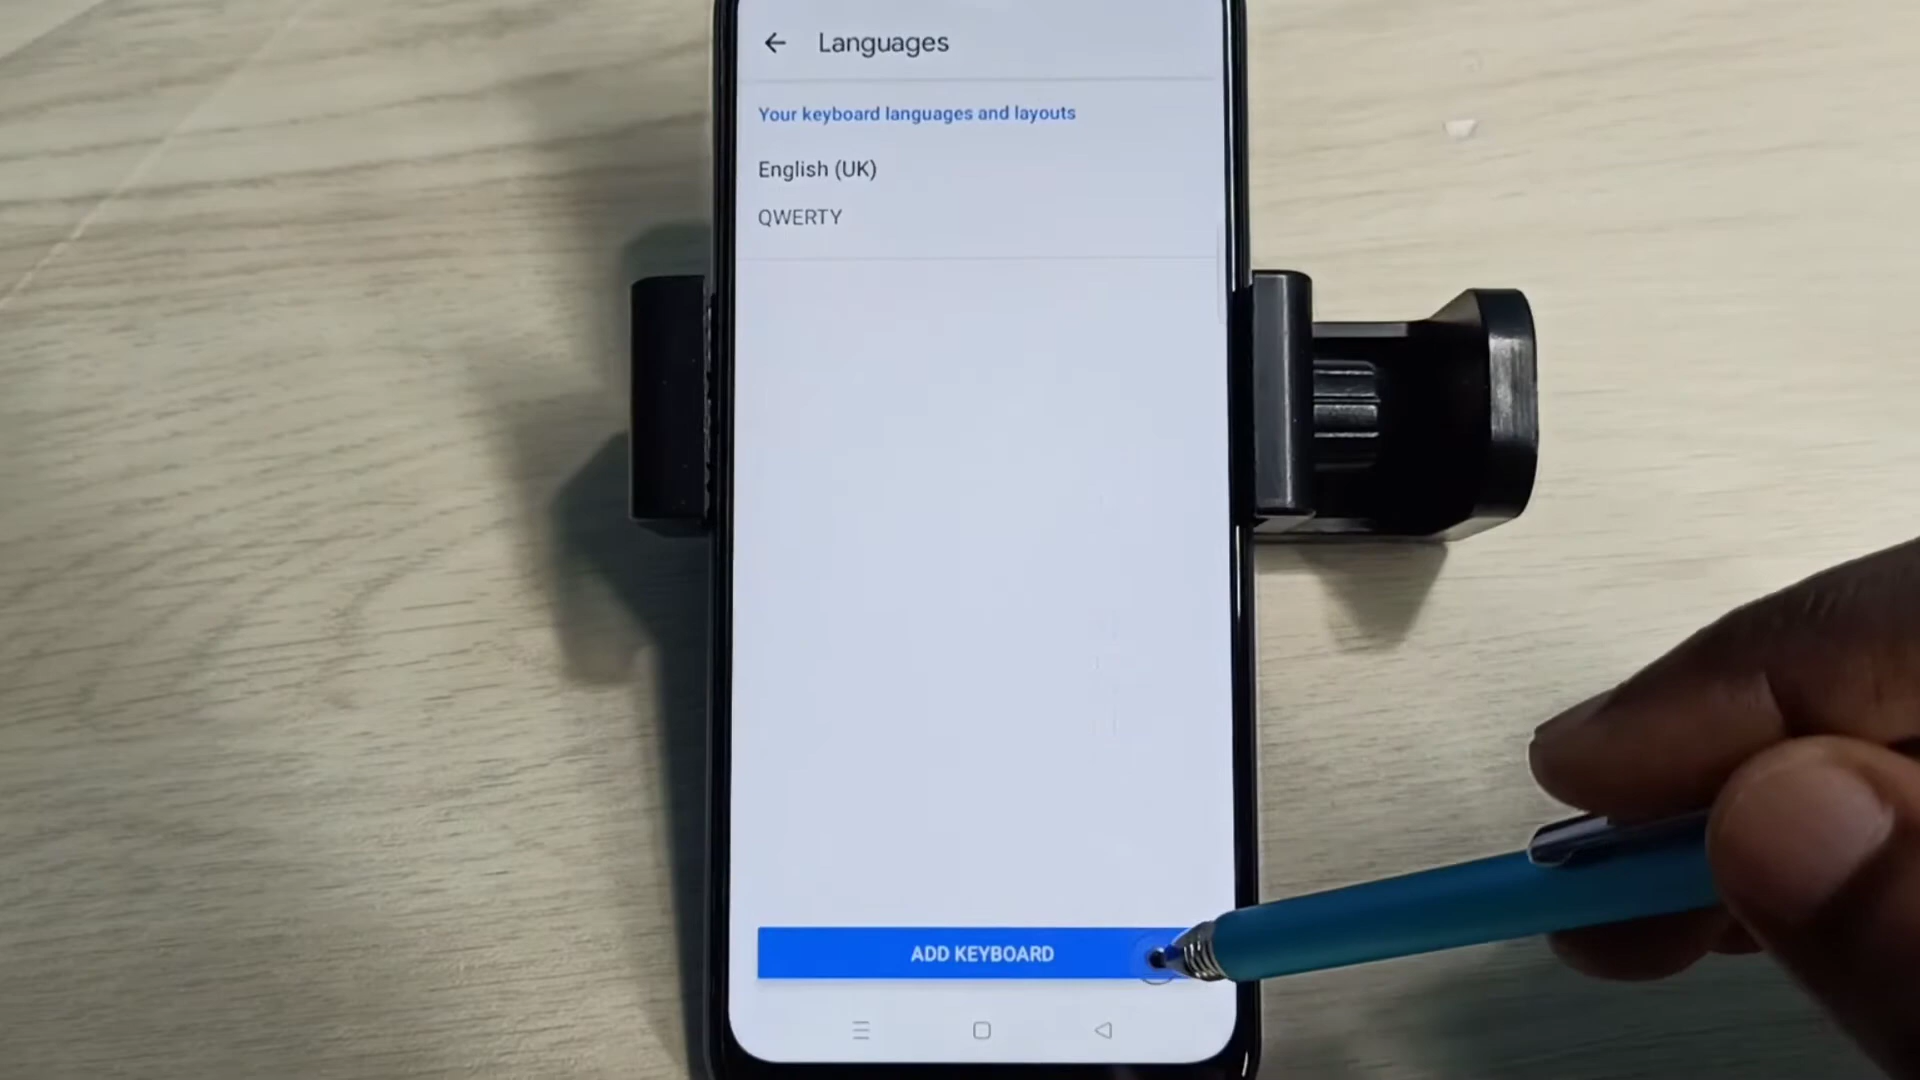 Languages
Your keyboard languages and layouts
English (UK)
QWERTY
ADD KEYBOARD